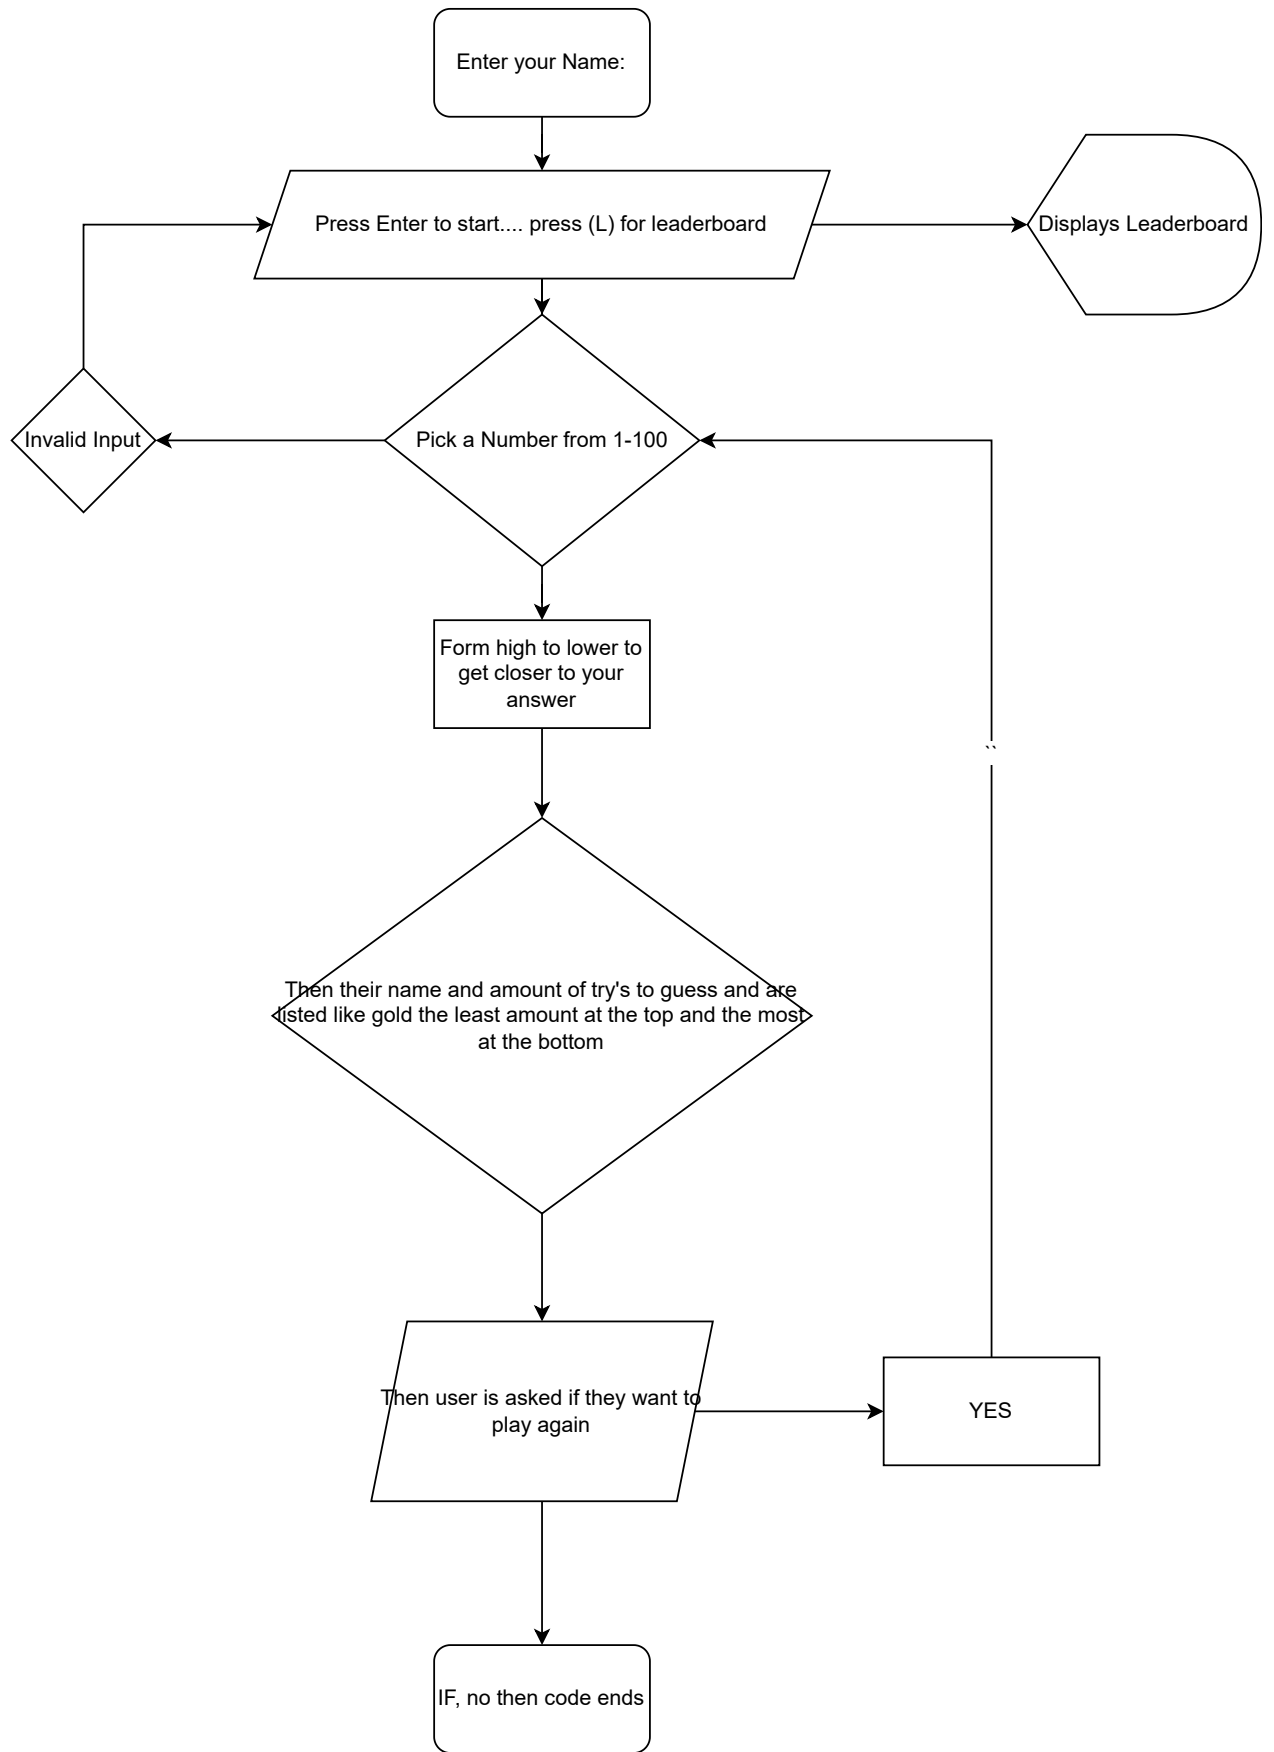 Enter your Name:
Press Enter to start.... press (L) for leaderboard
Displays Leaderboard
Invalid Input
Pick a Number from 1-100
Form high to lower to
get closer to your
answer
``
Then their name and amount of try's to guess and are
listed like gold the least amount at the top and the most
at the bottom
Then user is asked if they want to
play again
YES
IF, no then code ends